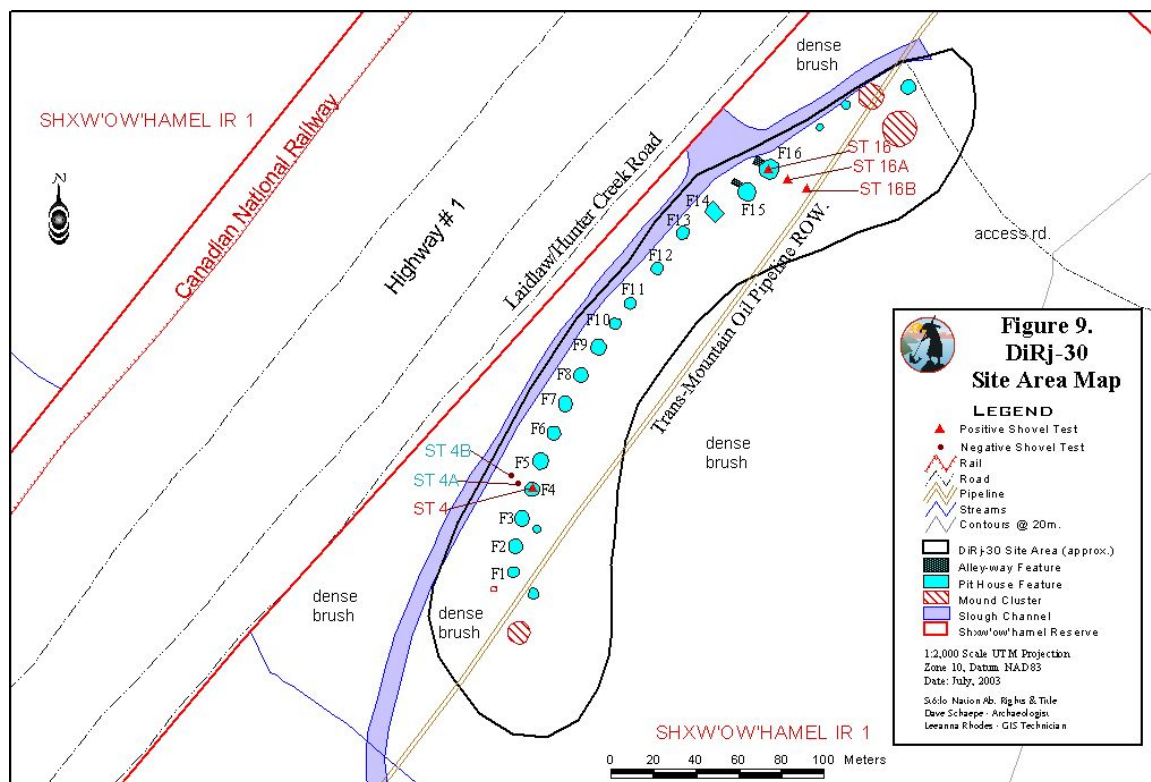 dense
brush
SHXW'OW'HAMEL IR 1
Canadian National Railway
Highway # 1
Laidlaw/Hunter Creek Road
Trans-Mountain Oil Pipeline ROW.
N
F16
ST 16
ST 16A
ST 16B
F15
F14
F13
F12
F11
F10
F9
F8
F7
F6
F5
F4
F3
F2
F1
ST 4B
ST 4A
ST 4
access rd.
dense
brush
dense
brush
dense
brush
SHXW'OW'HAMEL IR 1
0 20 40 60 80 100 Meters
Figure 9.
DiRj-30
Site Area Map
LEGEND
Positive Shovel Test
Negative Shovel Test
Rail
Road
Pipeline
Streams
Contours @ 20m.
DiRj-30 Site Area (approx.)
Alley-way Feature
Pit House Feature
Mound Cluster
Slough Channel
Shxw'ow'hamel Reserve
1:2,000 Scale UTM Projection
Zone 10, Datum NAD83
Date: July, 2003
Stó:lo Nation Ab. Rights & Title
Dave Schaepe - Archaeologist
Leeanna Rhodes - GIS Technician